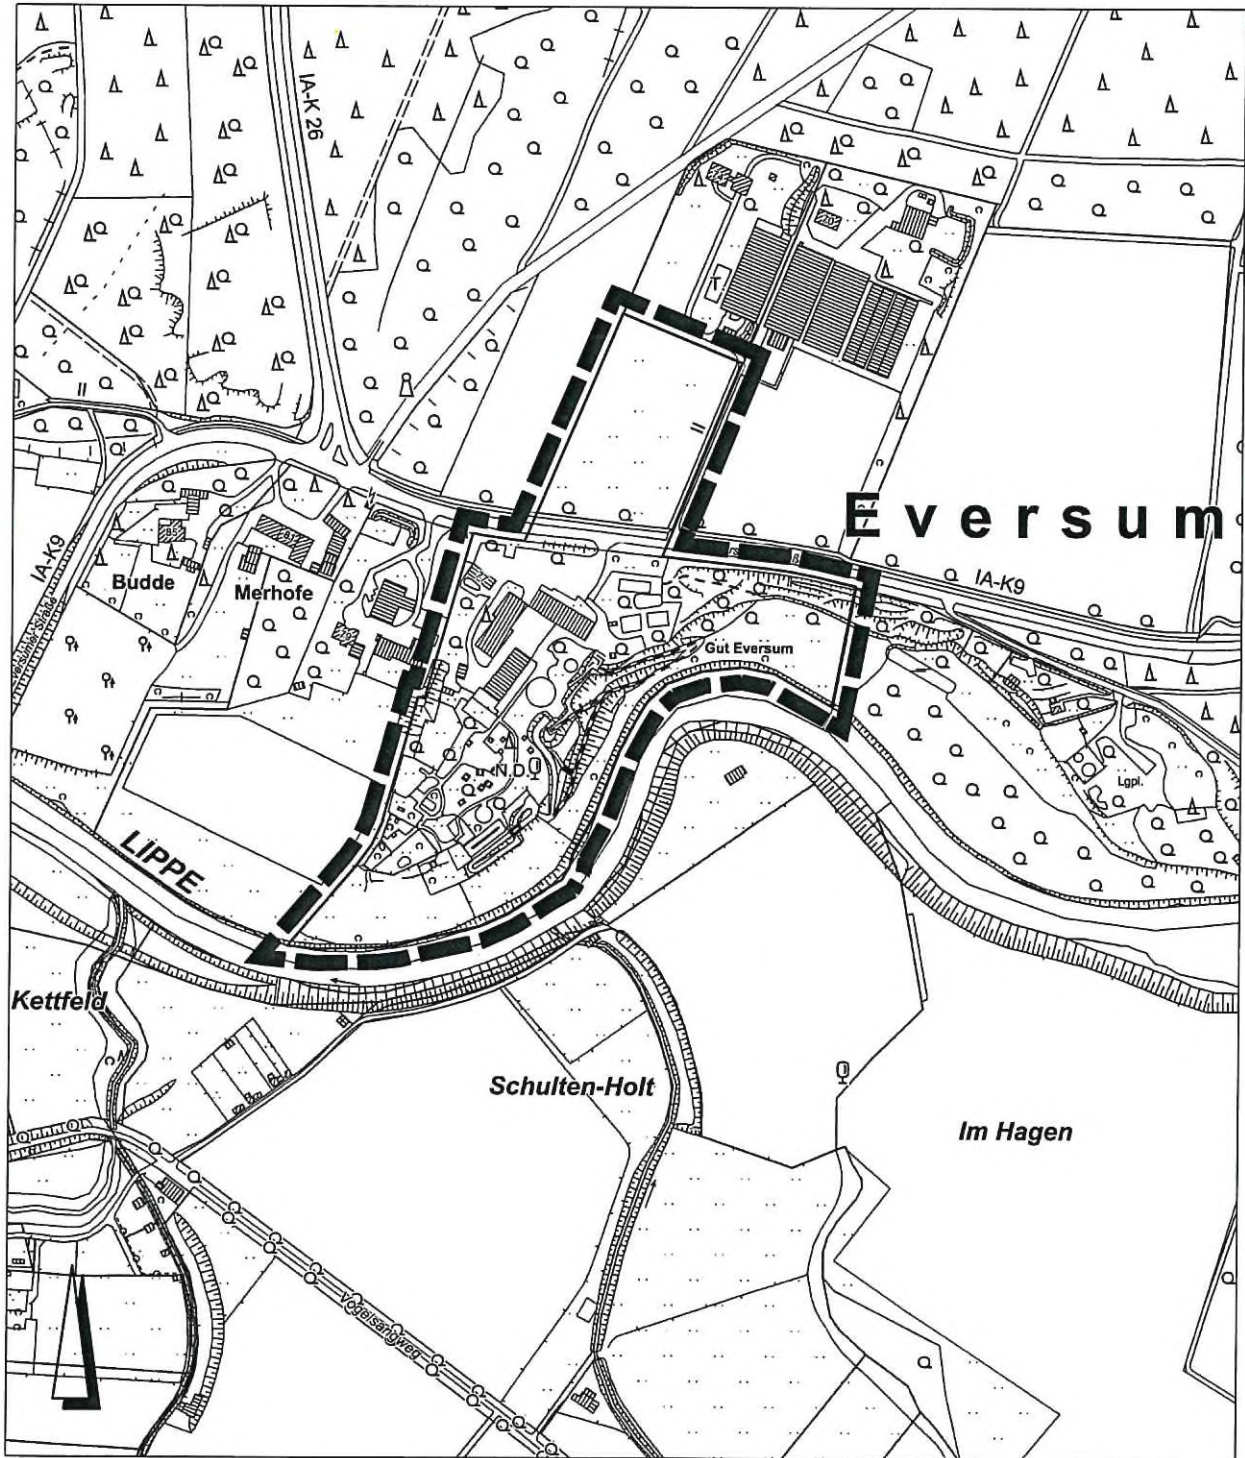 IA-K 26
T
Eversum
IA-K9
IA-K9
Budde
Merhofe
Gut Eversum
N.D.
Lgpl.
LIPPE
Kettfeld
Schulten-Holt
Im Hagen
Vogelsangweg